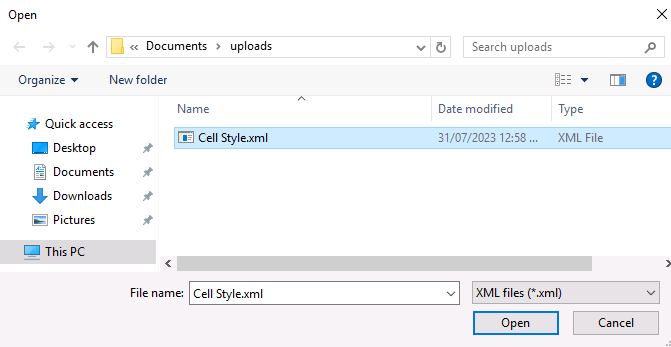 Open
« Documents > uploads
Search uploads
Organize
New folder
?
Name
Date modified
Type
Quick access
Cell Style.xml
31/07/2023 12:58 ...
XML File
Desktop
Documents
Downloads
Pictures
This PC
File name:
Cell Style.xml
XML files (*.xml)
Open
Cancel